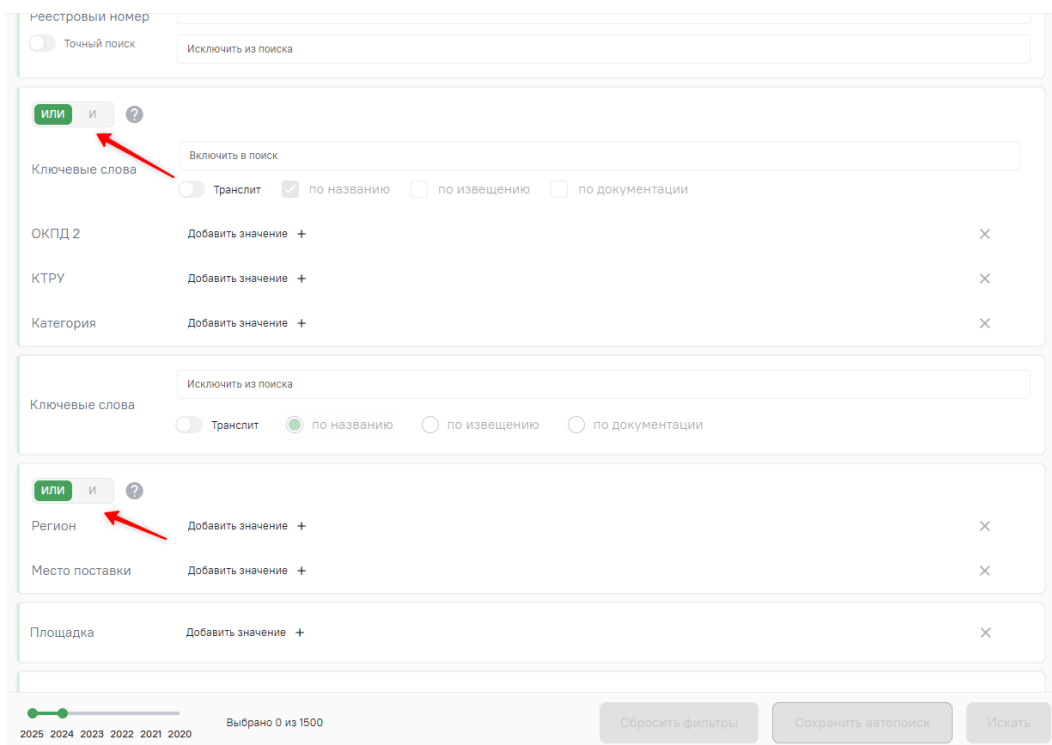 Реестровый номер
Точный поиск
Исключить из поиска
ИЛИ И ?
Включить в поиск
Ключевые слова
Транслит по названию по извещению по документации
ОКПД 2 Добавить значение +
КТРУ Добавить значение +
Категория Добавить значение +
Исключить из поиска
Ключевые слова
Транслит по названию по извещению по документации
ИЛИ И ?
Регион Добавить значение +
Место поставки Добавить значение +
Площадка Добавить значение +
Выбрано 0 из 1500
Сбросить фильтры Сохранить автопоиск Искать
2025 2024 2023 2022 2021 2020